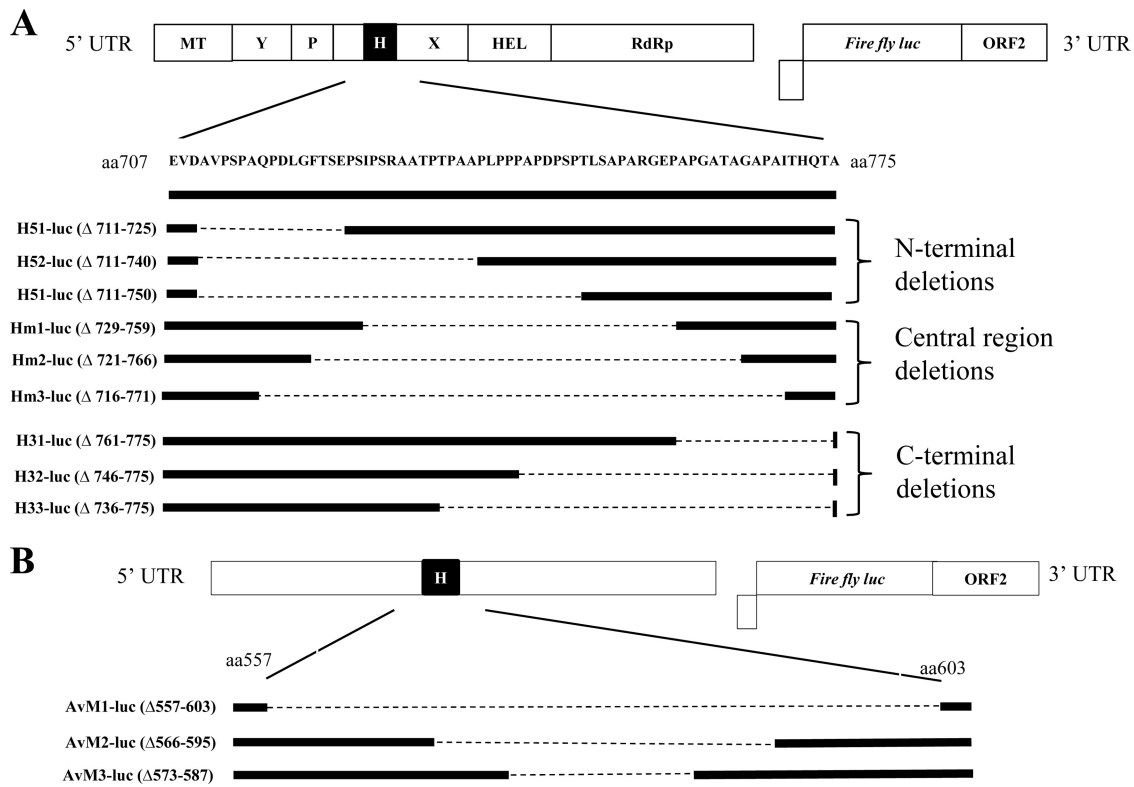 A
5' UTR MT Y P H X HEL RdRp Fire fly luc ORF2 3' UTR
aa707 EVDAVPSPAQPDLGFTSEPSIPSRAATPTPAAPLPPPAPDPSPTLSAPARGEPAPGATAGAPAITHQTA aa775
H51-luc (Δ 711-725)
H52-luc (Δ 711-740)
H51-luc (Δ 711-750)
N-terminal
deletions
Hm1-luc (Δ 729-759)
Hm2-luc (Δ 721-766)
Hm3-luc (Δ 716-771)
Central region
deletions
H31-luc (Δ 761-775)
H32-luc (Δ 746-775)
H33-luc (Δ 736-775)
C-terminal
deletions
B
5' UTR H Fire fly luc ORF2 3' UTR
aa557 aa603
AvM1-luc (Δ557-603)
AvM2-luc (Δ566-595)
AvM3-luc (Δ573-587)